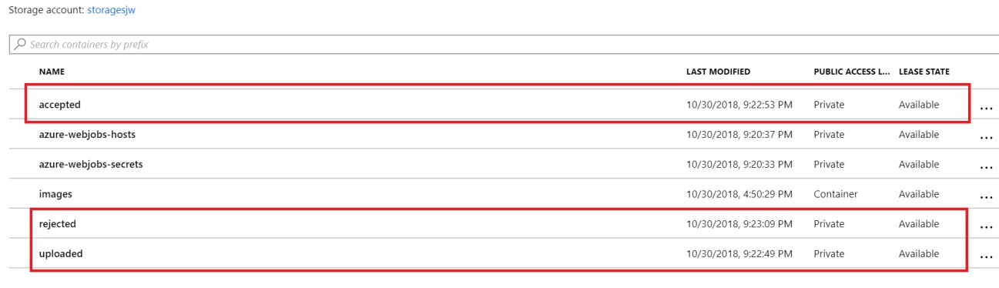 Storage account: storagesjw
Search containers by prefix
NAME LAST MODIFIED PUBLIC ACCESS L... LEASE STATE
accepted 10/30/2018, 9:22:53 PM Private Available ...
azure-webjobs-hosts 10/30/2018, 9:20:37 PM Private Available ...
azure-webjobs-secrets 10/30/2018, 9:20:33 PM Private Available ...
images 10/30/2018, 4:50:29 PM Container Available ...
rejected 10/30/2018, 9:23:09 PM Private Available ...
uploaded 10/30/2018, 9:22:49 PM Private Available ...